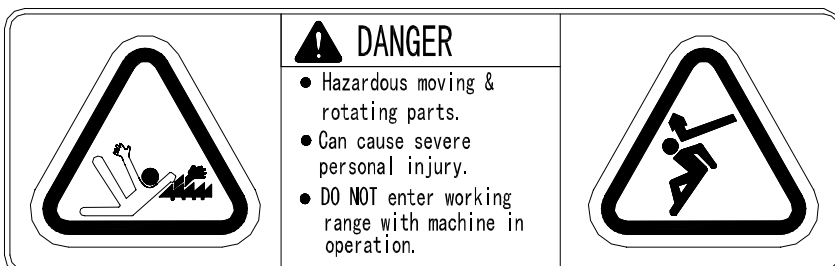 DANGER
● Hazardous moving &
rotating parts.
● Can cause severe
personal injury.
● DO NOT enter working
range with machine in
operation.